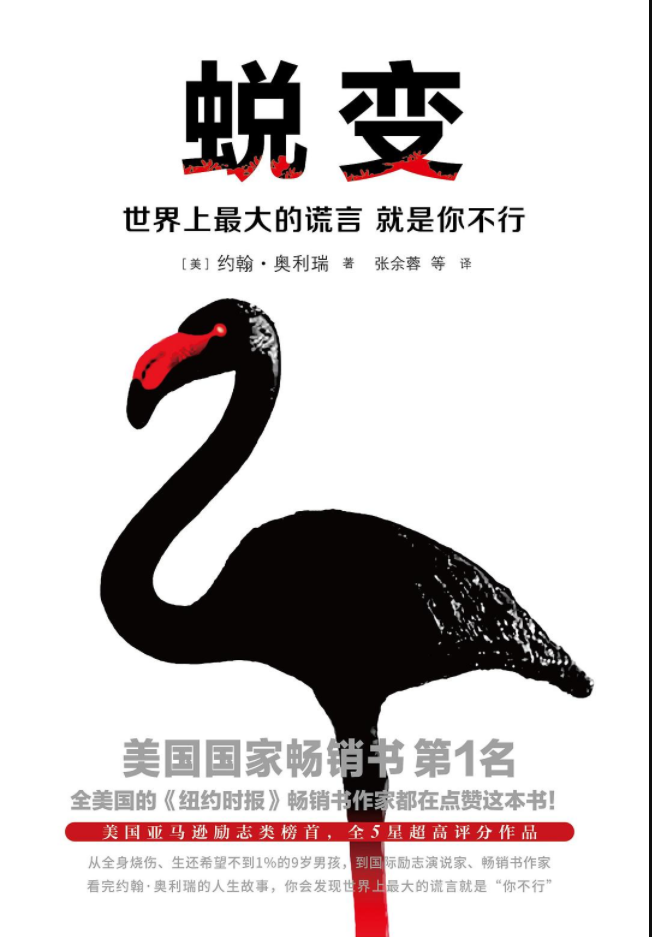 蜕变
世界上最大的谎言 就是你不行
[美] 约翰·奥利瑞 著 张余蓉 等 译
美国国家畅销书 第1名
全美国的《纽约时报》畅销书作家都在点赞这本书!
美国亚马逊励志类榜首，全5星超高评分作品
从全身烧伤、生还希望不到1%的9岁男孩，到国际励志演说家、畅销书作家
看完约翰·奥利瑞的人生故事，你会发现世界上最大的谎言就是“你不行”